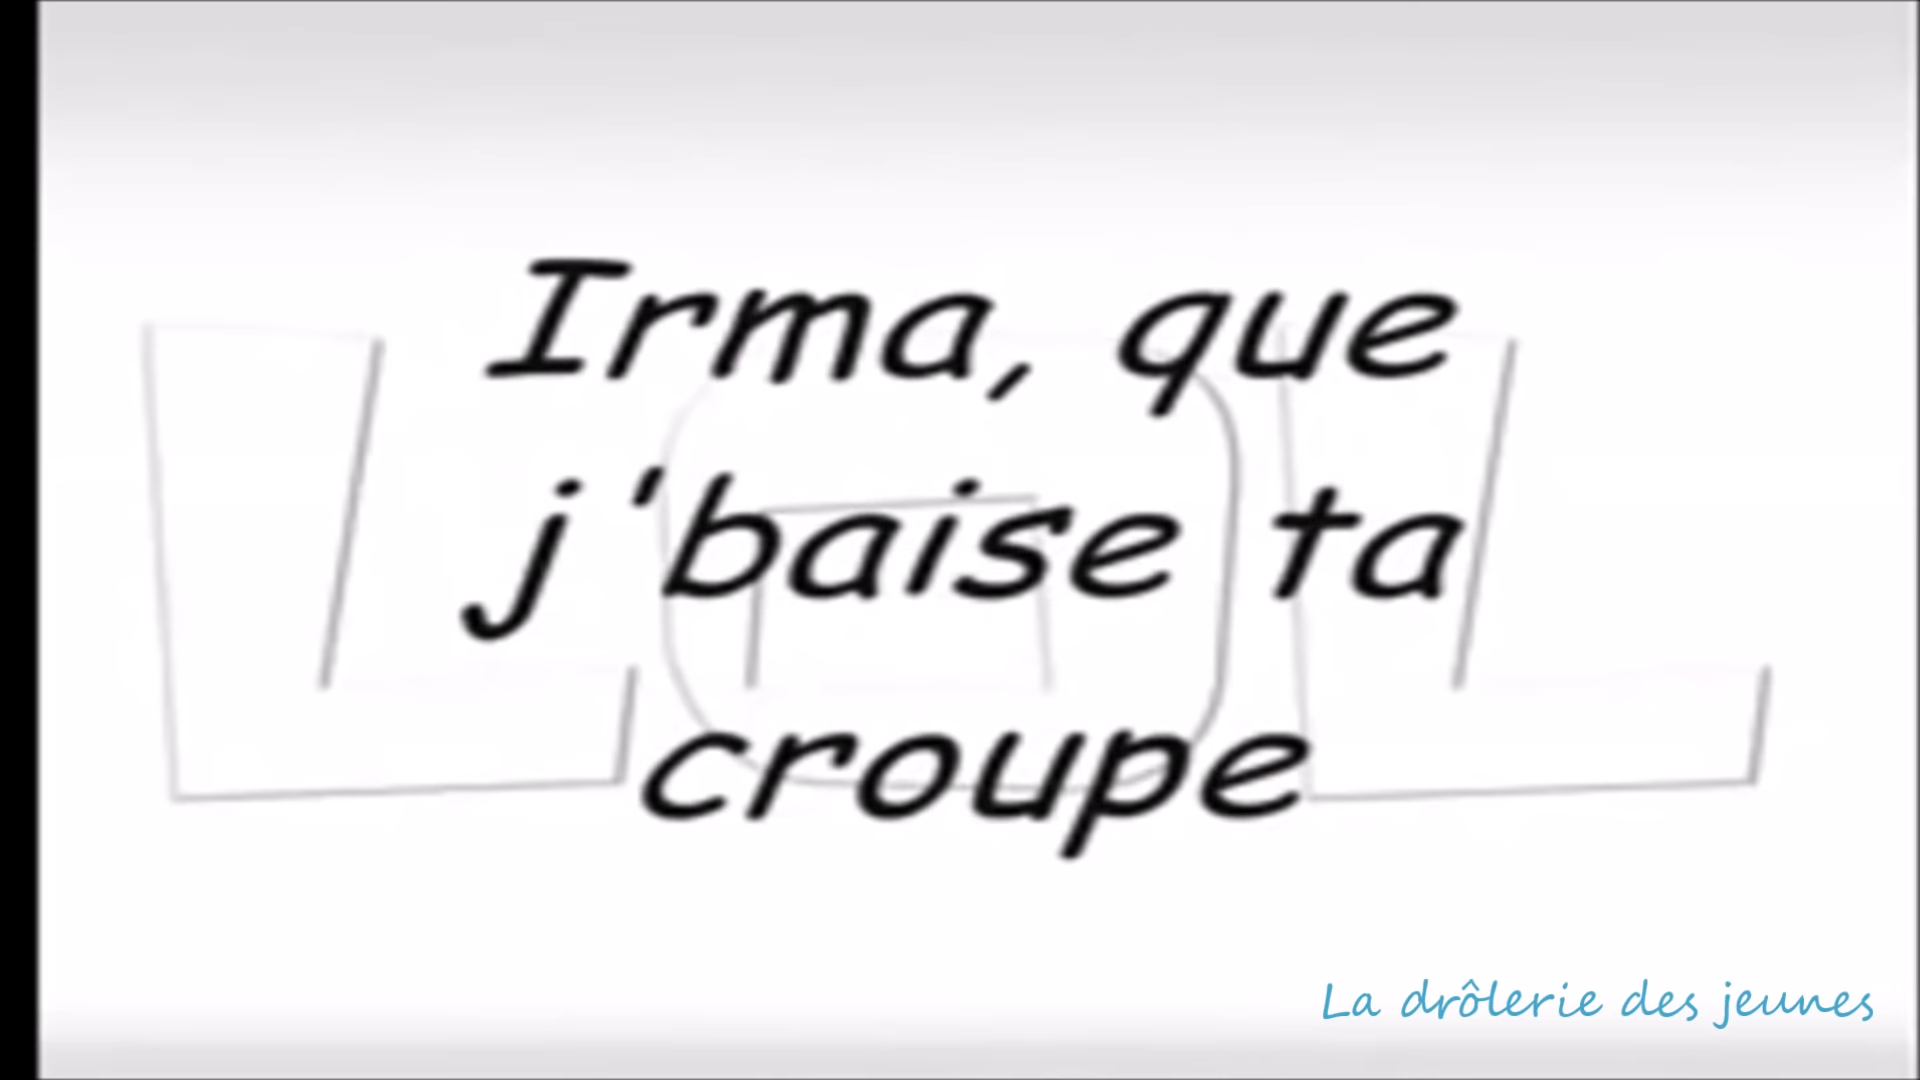 Irma, que
j'baise ta
croupe
LOL
La drôlerie des jeunes